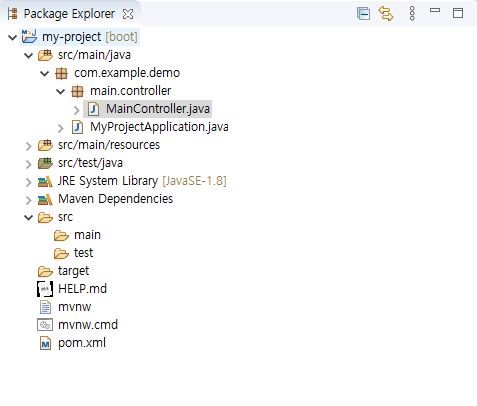 Package Explorer
my-project [boot]
src/main/java
com.example.demo
main.controller
MainController.java
MyProjectApplication.java
src/main/resources
src/test/java
JRE System Library [JavaSE-1.8]
Maven Dependencies
src
main
test
target
HELP.md
mvnw
mvnw.cmd
pom.xml